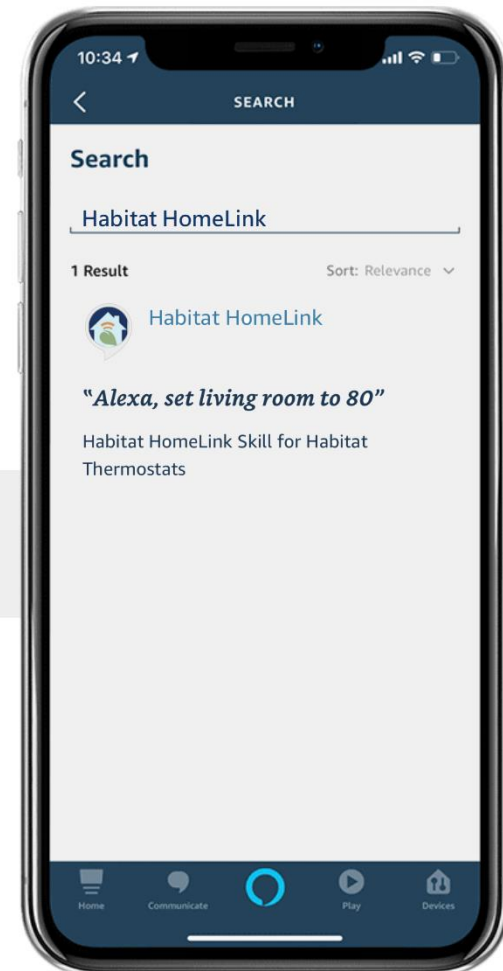 10:34
SEARCH
Search
Habitat HomeLink
1 Result
Sort: Relevance
Habitat HomeLink
“Alexa, set living room to 80”
Habitat HomeLink Skill for Habitat
Thermostats
Home
Communicate
Play
Devices